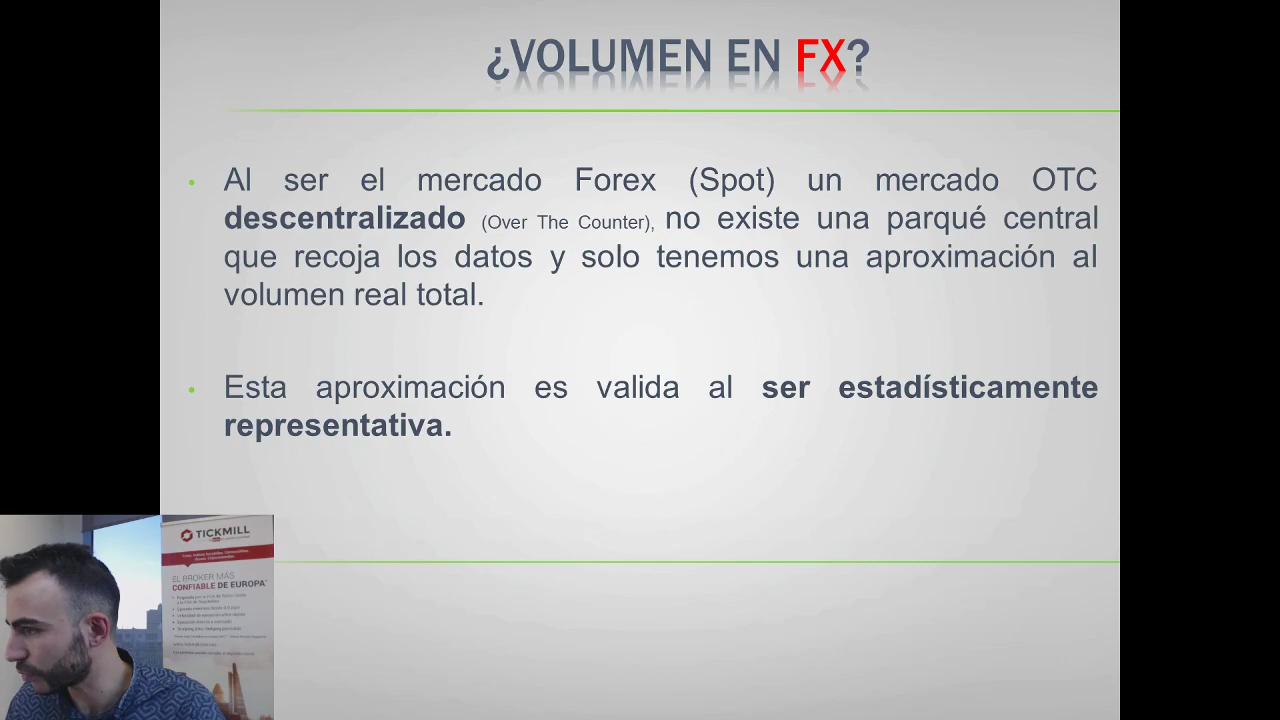 ¿VOLUMEN EN FX?
• Al ser el mercado Forex (Spot) un mercado OTC
descentralizado (Over The Counter), no existe una parqué central
que recoja los datos y solo tenemos una aproximación al
volumen real total.
• Esta aproximación es valida al ser estadísticamente
representativa.
TICKMILL
EL BROKER MÁS
CONFIABLE DE EUROPA*